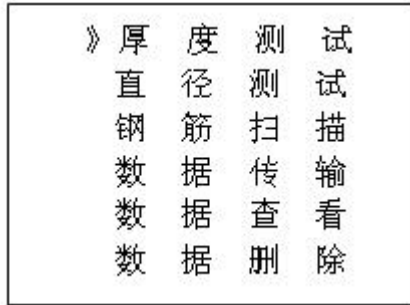 》厚 度 测 试
直 径 测 试
钢 筋 扫 描
数 据 传 输
数 据 查 看
数 据 删 除